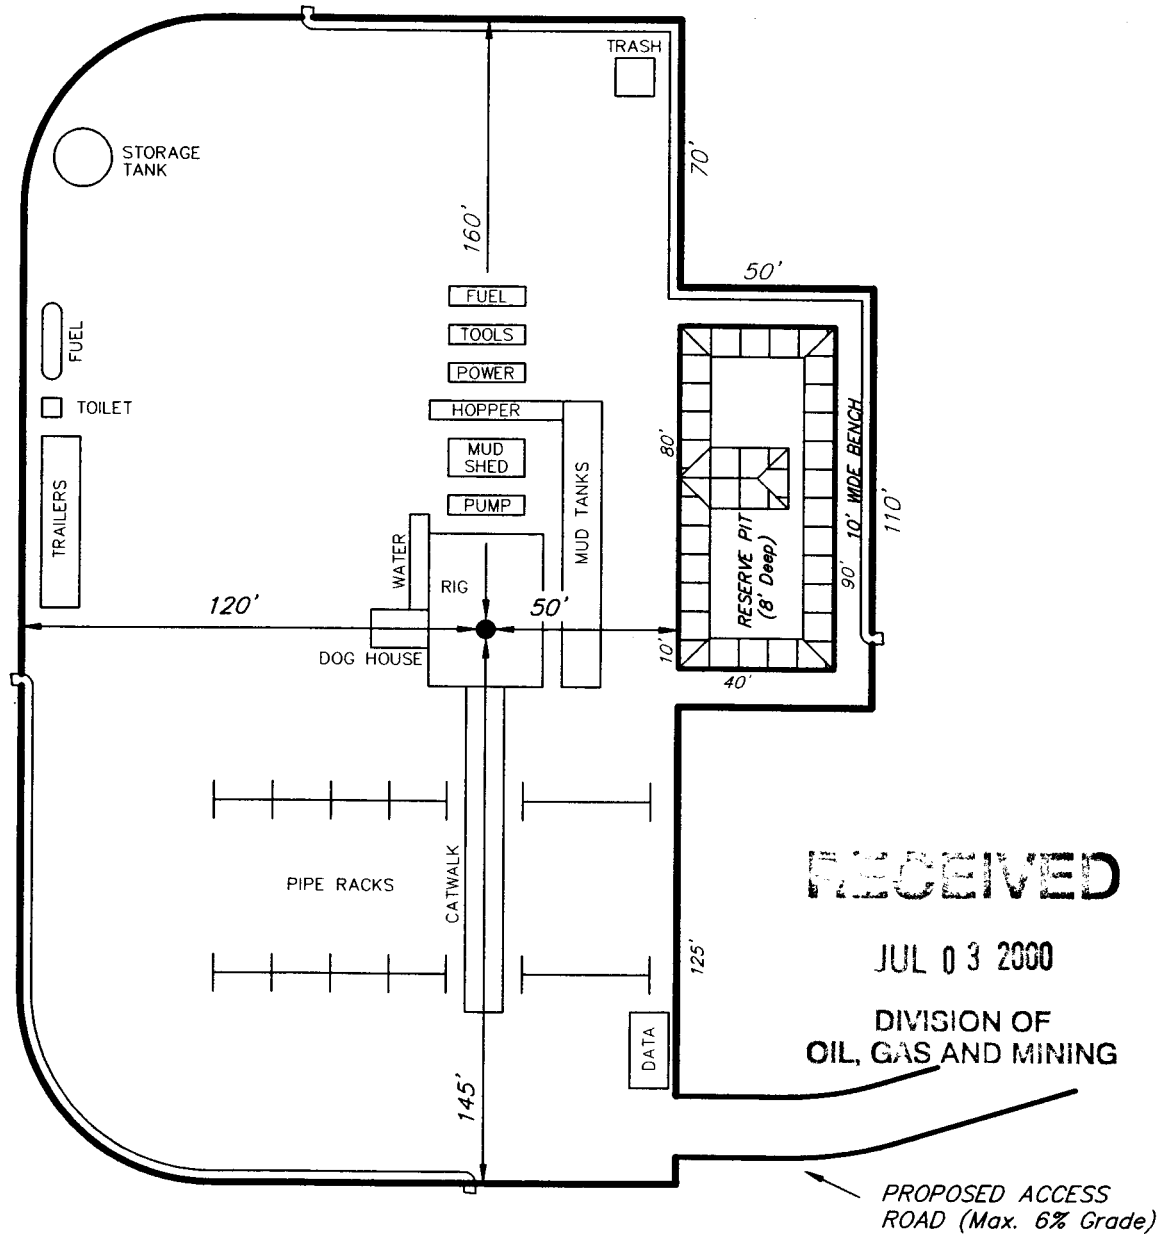 TRASH
STORAGE
TANK
70'
160'
50'
FUEL
TOOLS
POWER
HOPPER
MUD
SHED
PUMP
MUD TANKS
FUEL
TOILET
TRAILERS
WATER
RIG
120'
50'
DOG HOUSE
80'
10'
40'
RESERVE PIT
(8' Deep)
90'
10' WIDE BENCH
110'
PIPE RACKS
CATWALK
125'
145'
DATA
RECEIVED
JUL 03 2000
DIVISION OF
OIL, GAS AND MINING
PROPOSED ACCESS
ROAD (Max. 6% Grade)